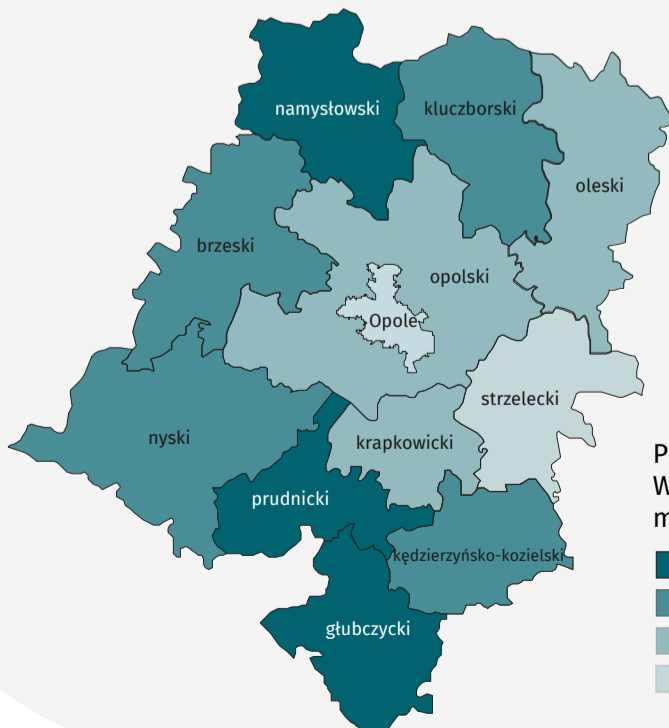 namysłowski
kluczborski
oleski
brzeski
opolski
Opole
strzelecki
nyski
krapkowicki
prudnicki
kędzierzyńsko-kozielski
głubczycki
P
W
m